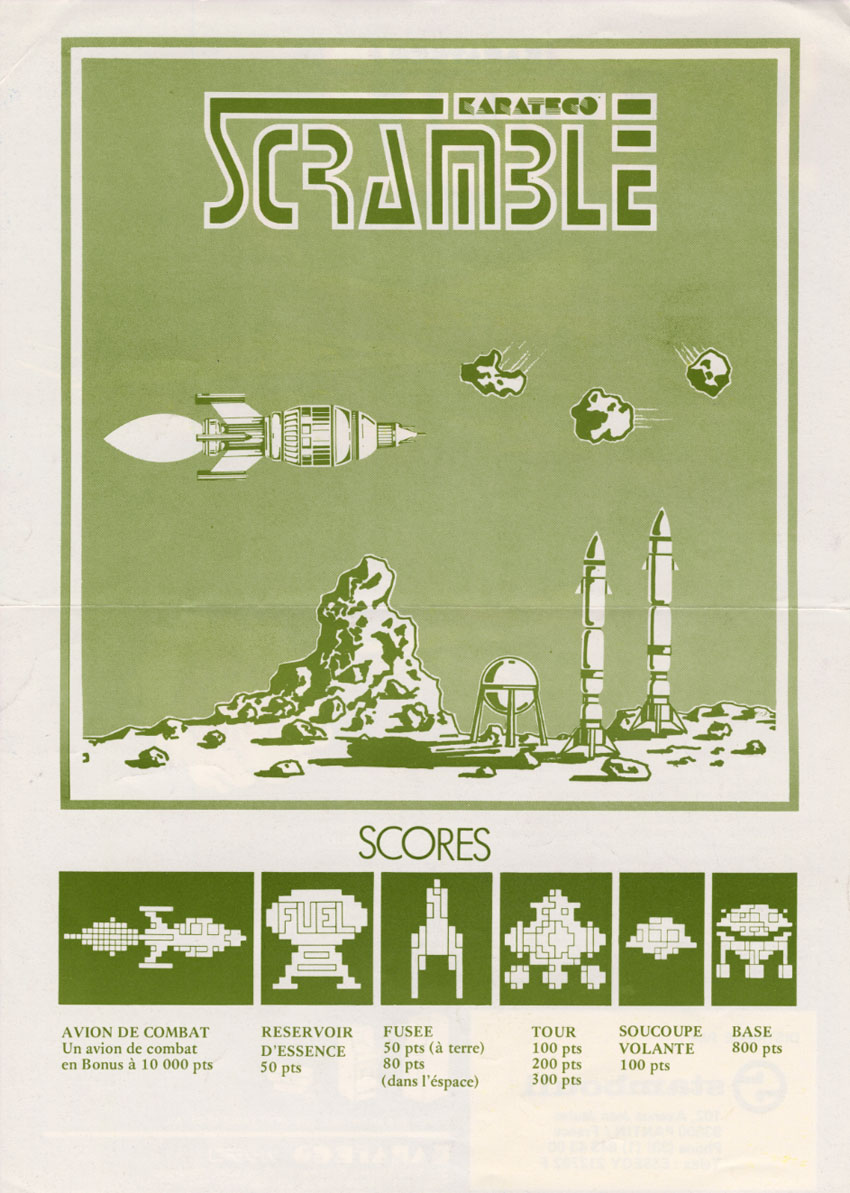 KARATECO
SCRAMBLE
SCORES
FUEL
AVION DE COMBAT
Un avion de combat
en Bonus à 10 000 pts
RESERVOIR
D'ESSENCE
50 pts
FUSEE
50 pts (à terre)
80 pts
(dans l'éspace)
TOUR
100 pts
200 pts
300 pts
SOUCOUPE
VOLANTE
100 pts
BASE
800 pts